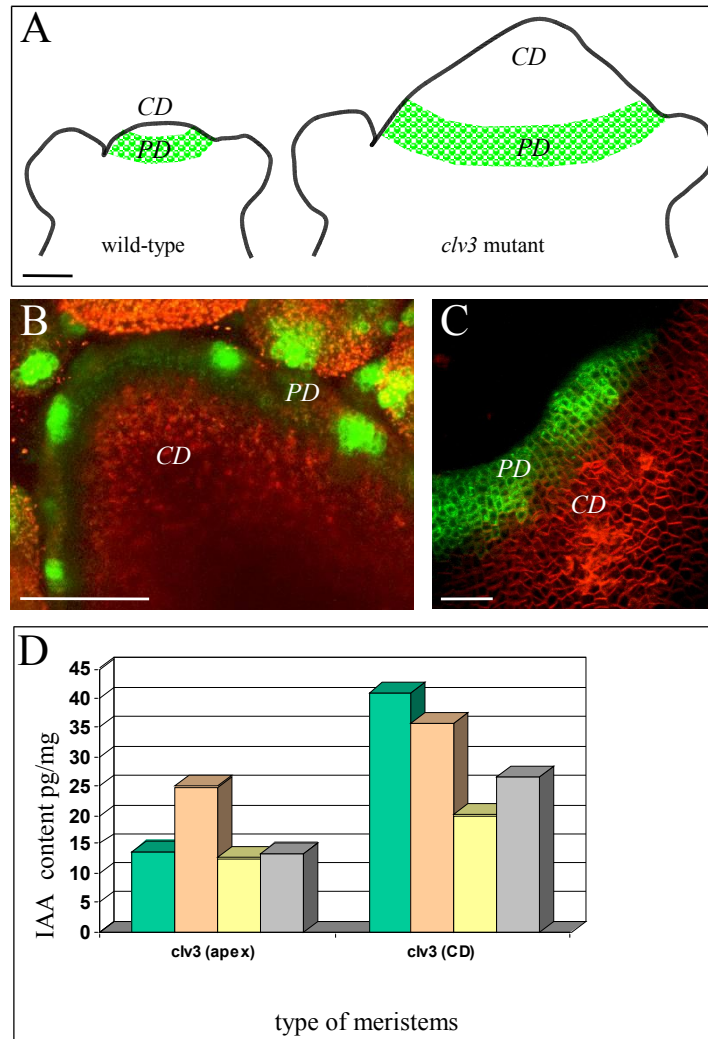 A
CD
PD
wild-type
CD
PD
clv3 mutant
B
PD
CD
C
PD
CD
D
IAA content pg/mg
45
40
35
30
25
20
15
10
5
0
clv3 (apex)
clv3 (CD)
type of meristems